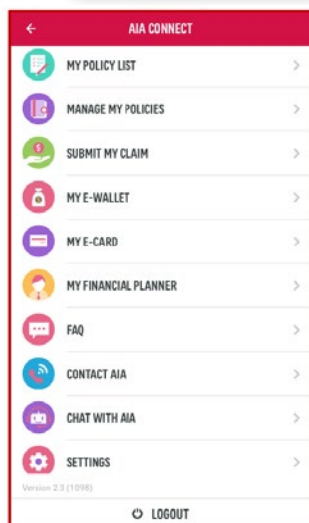 AIA CONNECT
MY POLICY LIST
MANAGE MY POLICIES
SUBMIT MY CLAIM
MY E-WALLET
MY E-CARD
MY FINANCIAL PLANNER
FAQ
CONTACT AIA
CHAT WITH AIA
SETTINGS
Version 2.3 (1098)
LOGOUT